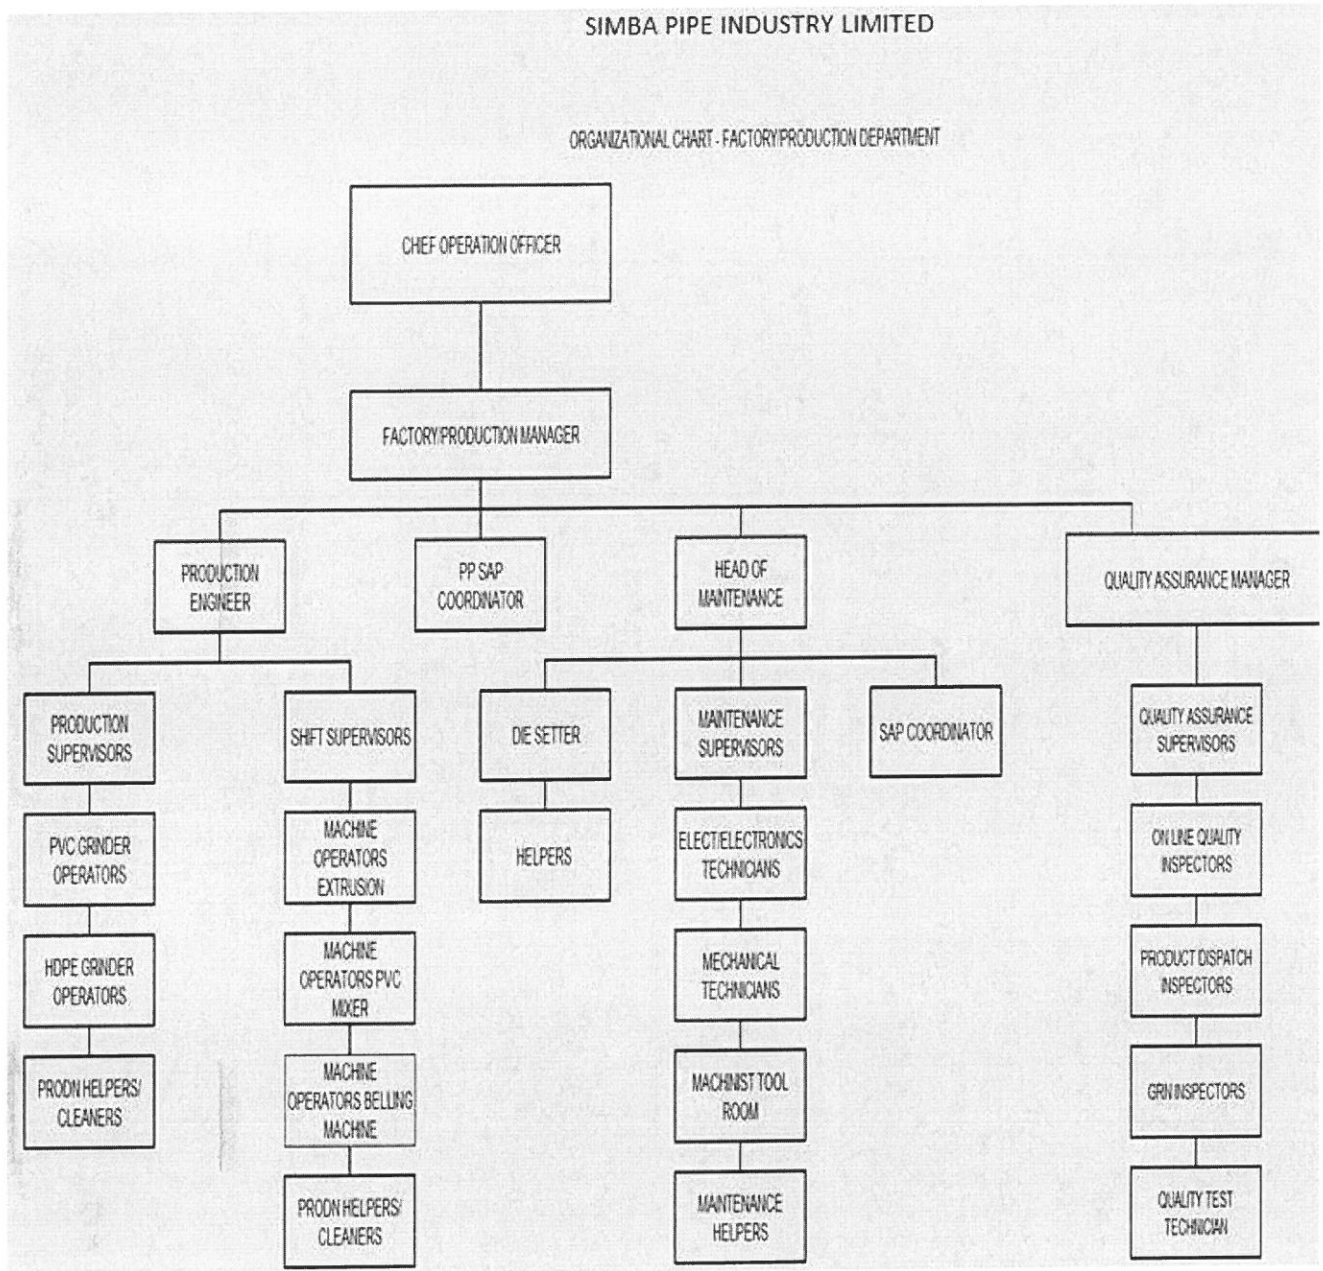 SIMBA PIPE INDUSTRY LIMITED
ORGANIZATIONAL CHART - FACTORY/PRODUCTION DEPARTMENT
CHIEF OPERATION OFFICER
FACTORY/PRODUCTION MANAGER
PRODUCTION
ENGINEER
PP SAP
COORDINATOR
HEAD OF
MAINTENANCE
QUALITY ASSURANCE MANAGER
PRODUCTION
SUPERVISORS
SHIFT SUPERVISORS
DIE SETTER
MAINTENANCE
SUPERVISORS
SAP COORDINATOR
QUALITY ASSURANCE
SUPERVISORS
PVC GRINDER
OPERATORS
MACHINE
OPERATORS
EXTRUSION
HELPERS
ELECT/ELECTRONICS
TECHNICIANS
ON LINE QUALITY
INSPECTORS
HDPE GRINDER
OPERATORS
MACHINE
OPERATORS PVC
MIXER
MECHANICAL
TECHNICIANS
PRODUCT DISPATCH
INSPECTORS
PRODN HELPERS/
CLEANERS
MACHINE
OPERATORS BELLING
MACHINE
MACHINIST TOOL
ROOM
GRN INSPECTORS
PRODN HELPERS/
CLEANERS
MAINTENANCE
HELPERS
QUALITY TEST
TECHNICIAN